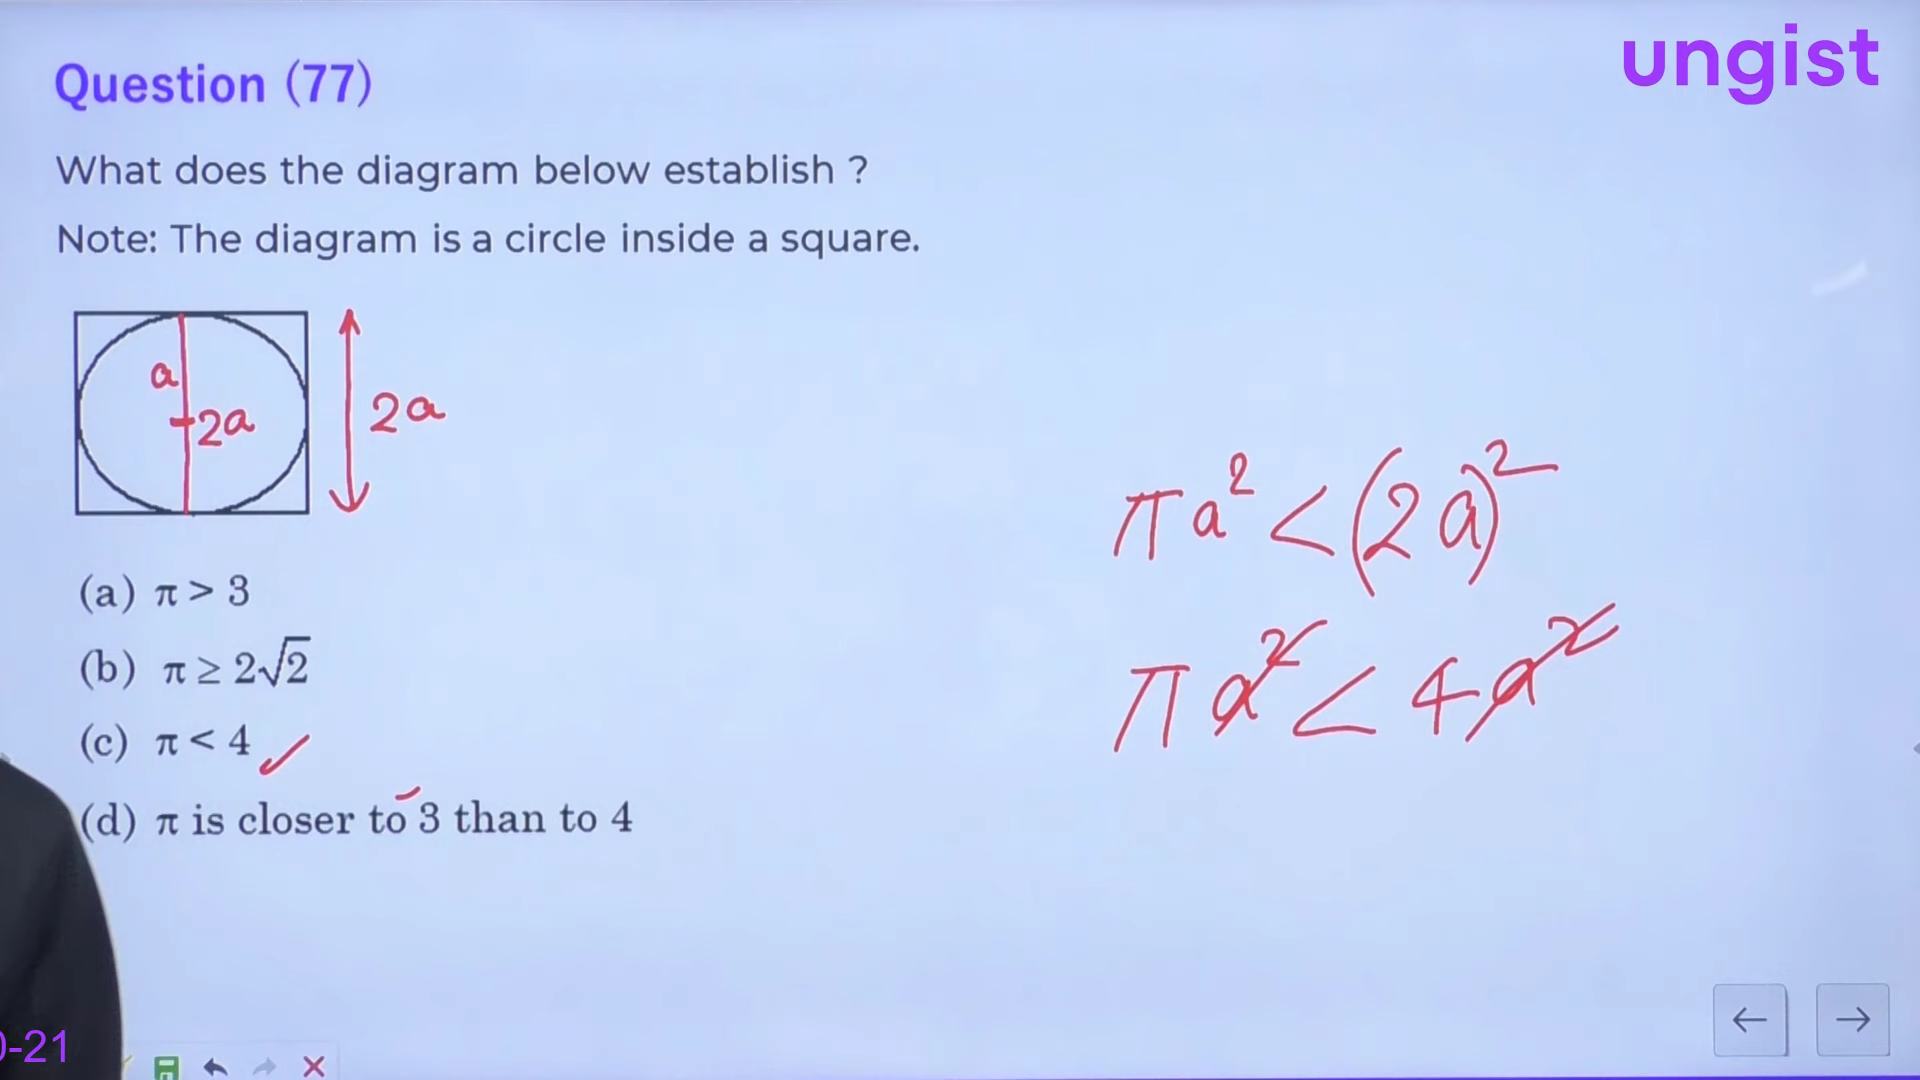 ungist
Question (77)
What does the diagram below establish ?
Note: The diagram is a circle inside a square.
a
2a
2a
(a) π > 3
(b) π ≥ 2√2
(c) π < 4 ✓
(d) π is closer to 3 than to 4
πa² < (2a)²
πa² < 4a²
0-21